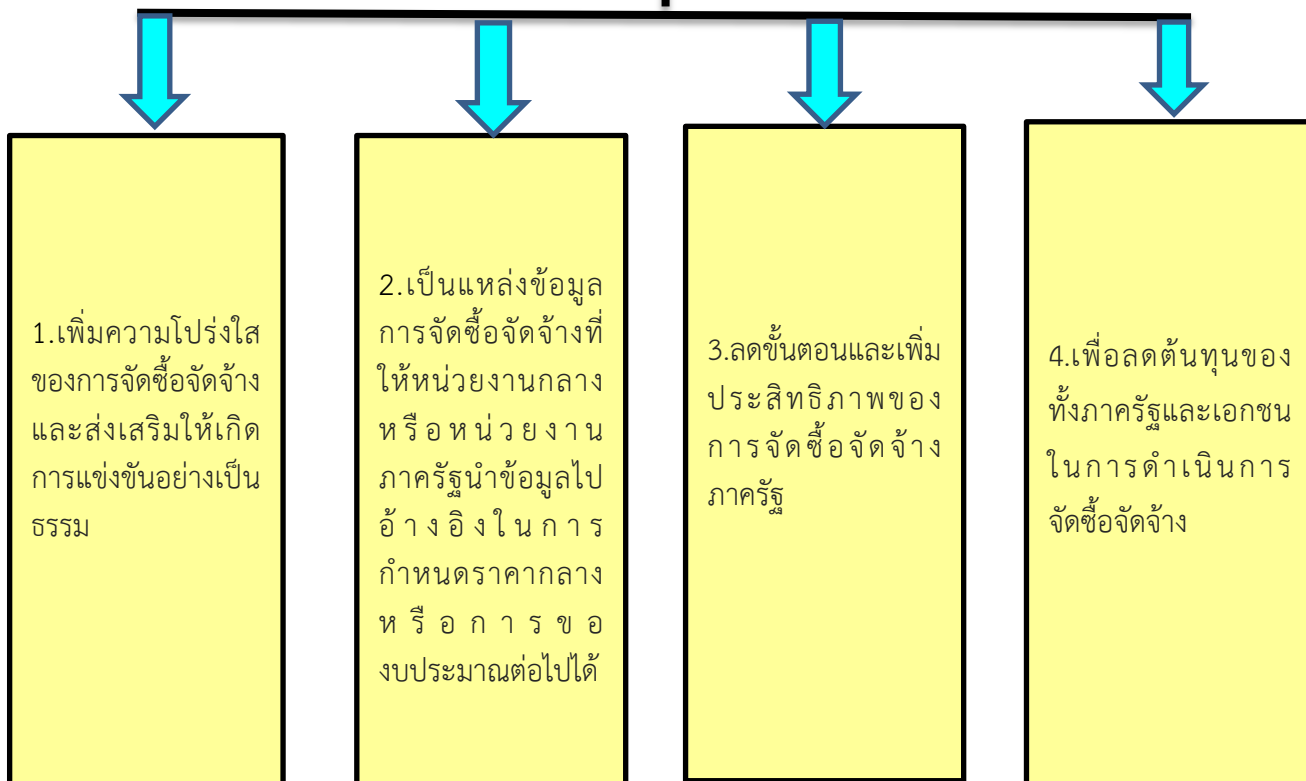 1.เพิ่มความโปร่งใส
ของการจัดซื้อจัดจ้าง
และส่งเสริมให้เกิด
การแข่งขันอย่างเป็น
ธรรม
2.เป็นแหล่งข้อมูล
การจัดซื้อจัดจ้างที่
ให้หน่วยงานกลาง
หรือหน่วยงาน
ภาครัฐนำข้อมูลไป
อ้างอิงในการ
กำหนดราคากลาง
หรือการขอ
งบประมาณต่อไปได้
3.ลดขั้นตอนและเพิ่ม
ประสิทธิภาพของ
การจัดซื้อจัดจ้าง
ภาครัฐ
4.เพื่อลดต้นทุนของ
ทั้งภาครัฐและเอกชน
ในการดำเนินการ
จัดซื้อจัดจ้าง